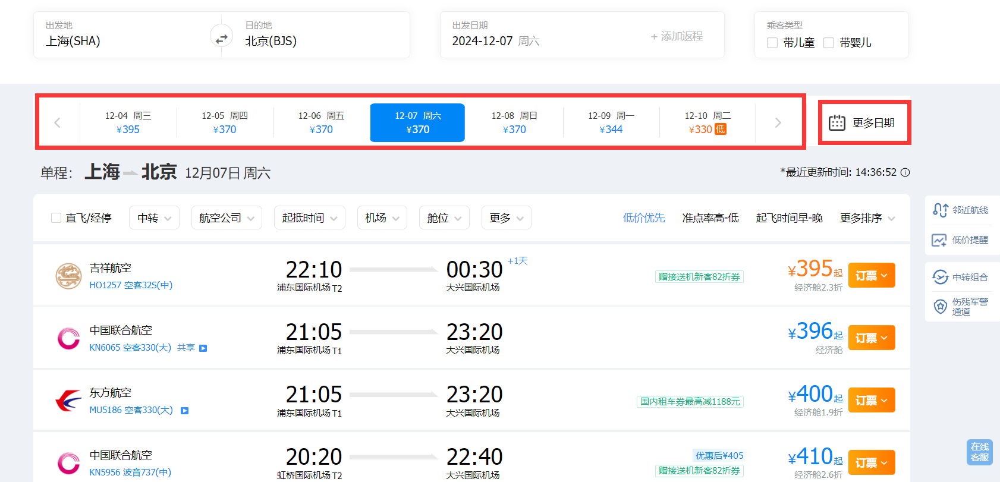 出发地
上海(SHA)
目的地
北京(BJS)
出发日期
2024-12-07 周六
+ 添加返程
乘客类型
带儿童 带婴儿
12-04 周三
¥395
12-05 周四
¥370
12-06 周五
¥370
12-07 周六
¥370
12-08 周日
¥370
12-09 周一
¥344
12-10 周二
¥330 低
更多日期
单程: 上海 北京 12月07日 周六
*最近更新时间: 14:36:52
直飞/经停 中转 航空公司 起抵时间 机场 舱位 更多
低价优先 准点率高-低 起飞时间早-晚 更多排序
吉祥航空
HO1257 空客32S(中)
22:10
浦东国际机场 T2
00:30 +1天
大兴国际机场
赠接送机新客82折券
¥395起
经济舱2.3折
订票
中国联合航空
KN6065 空客330(大) 共享
21:05
浦东国际机场 T1
23:20
大兴国际机场
¥396起
经济舱
订票
东方航空
MU5186 空客330(大)
21:05
浦东国际机场 T1
23:20
大兴国际机场
国内租车券最高减1188元
¥400起
经济舱1.9折
订票
中国联合航空
KN5956 波音737(中)
20:20
虹桥国际机场 T2
22:40
大兴国际机场
优惠后¥405
赠接送机新客82折券
¥410起
经济舱2.6折
订票
邻近航线
低价提醒
中转组合
伤残军警
通道
在线
客服